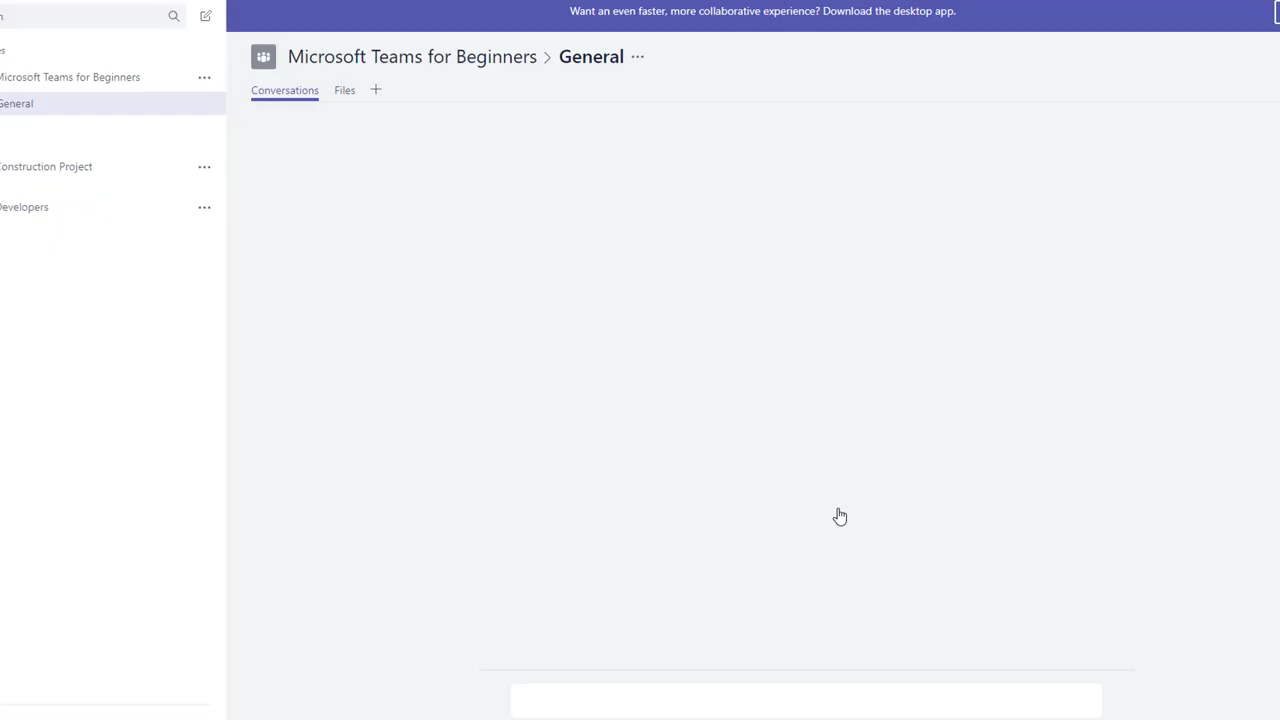 Want an even faster, more collaborative experience? Download the desktop app.
Microsoft Teams for Beginners
General
Construction Project
Developers
Microsoft Teams for Beginners > General ...
Conversations Files +